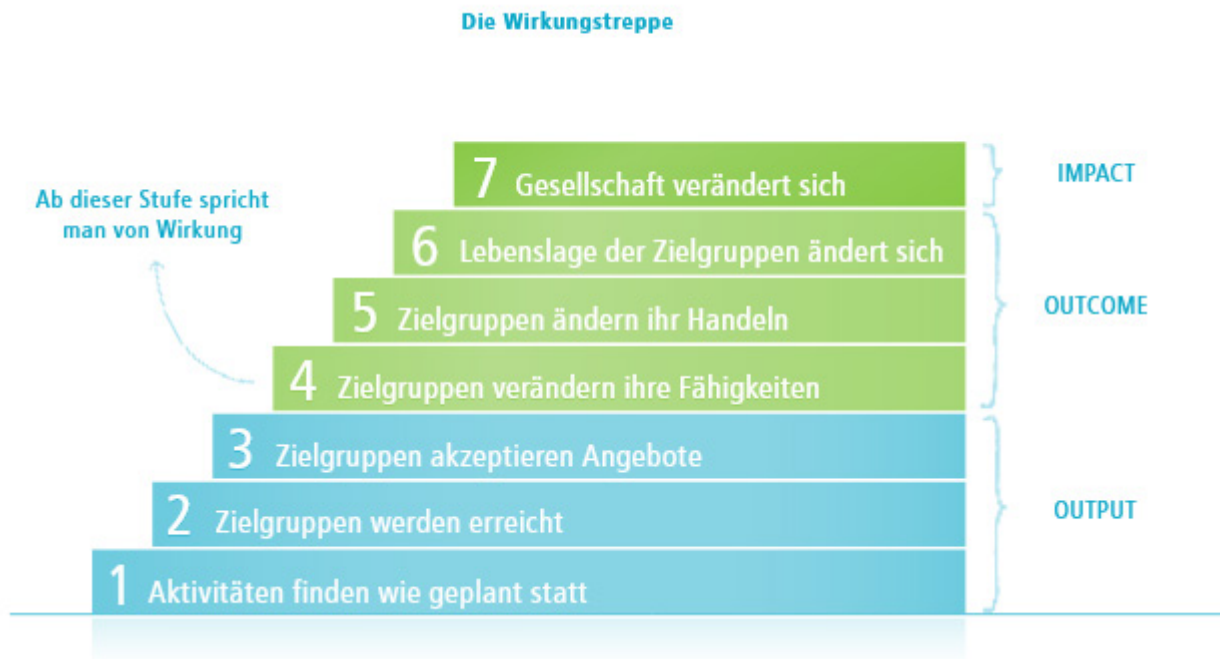 Die Wirkungstreppe
Ab dieser Stufe spricht
man von Wirkung
7 Gesellschaft verändert sich
IMPACT
6 Lebenslage der Zielgruppen ändert sich
5 Zielgruppen ändern ihr Handeln
OUTCOME
4 Zielgruppen verändern ihre Fähigkeiten
3 Zielgruppen akzeptieren Angebote
2 Zielgruppen werden erreicht
OUTPUT
1 Aktivitäten finden wie geplant statt